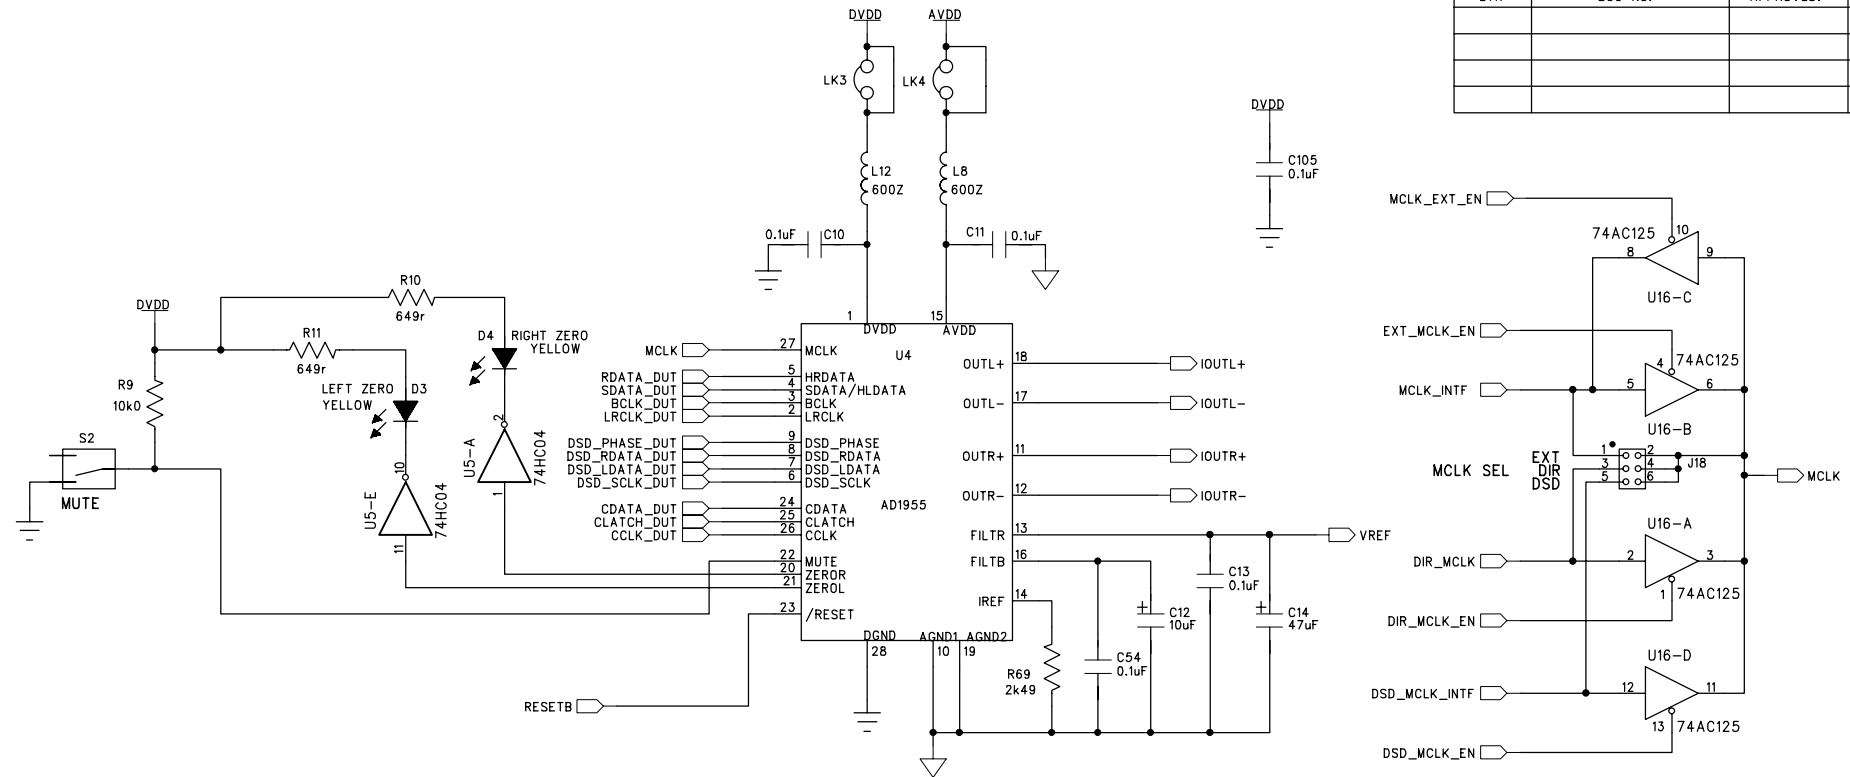 DVDD
AVDD
LK3
LK4
L12
600Z
L8
600Z
0.1uF
C10
C11
0.1uF
DVDD
C105
0.1uF
DVDD
R10
649r
R11
649r
R9
10k0
S2
MUTE
LEFT ZERO
YELLOW
D3
D4
RIGHT ZERO
YELLOW
U5-E
10
11
74HC04
U5-A
2
1
74HC04
1
DVDD
15
AVDD
U4
AD1955
MCLK 27 MCLK
RDATA_DUT 5 HRDATA
SDATA_DUT 4 SDATA/HLDATA
BCLK_DUT 3 BCLK
LRCLK_DUT 2 LRCLK
DSD_PHASE_DUT 9 DSD_PHASE
DSD_RDATA_DUT 8 DSD_RDATA
DSD_LDATA_DUT 7 DSD_LDATA
DSD_SCLK_DUT 6 DSD_SCLK
CDATA_DUT 24 CDATA
CLATCH_DUT 25 CLATCH
CCLK_DUT 26 CCLK
22 MUTE
20 ZEROR
21 ZEROL
23 /RESET
RESETB
OUTL+ 18 IOUTL+
OUTL- 17 IOUTL-
OUTR+ 11 IOUTR+
OUTR- 12 IOUTR-
FILTR 13 VREF
FILTB 16
IREF 14
DGND
28
AGND1
10
AGND2
19
R69
2k49
C54
0.1uF
+
C12
10uF
C13
0.1uF
+
C14
47uF
MCLK_EXT_EN
74AC125
10
8
9
U16-C
EXT_MCLK_EN
4
74AC125
MCLK_INTF
5
6
U16-B
MCLK SEL
EXT
DIR
DSD
1
2
3
4
5
6
J18
MCLK
U16-A
DIR_MCLK
2
3
1
74AC125
DIR_MCLK_EN
U16-D
DSD_MCLK_INTF
12
11
13
74AC125
DSD_MCLK_EN